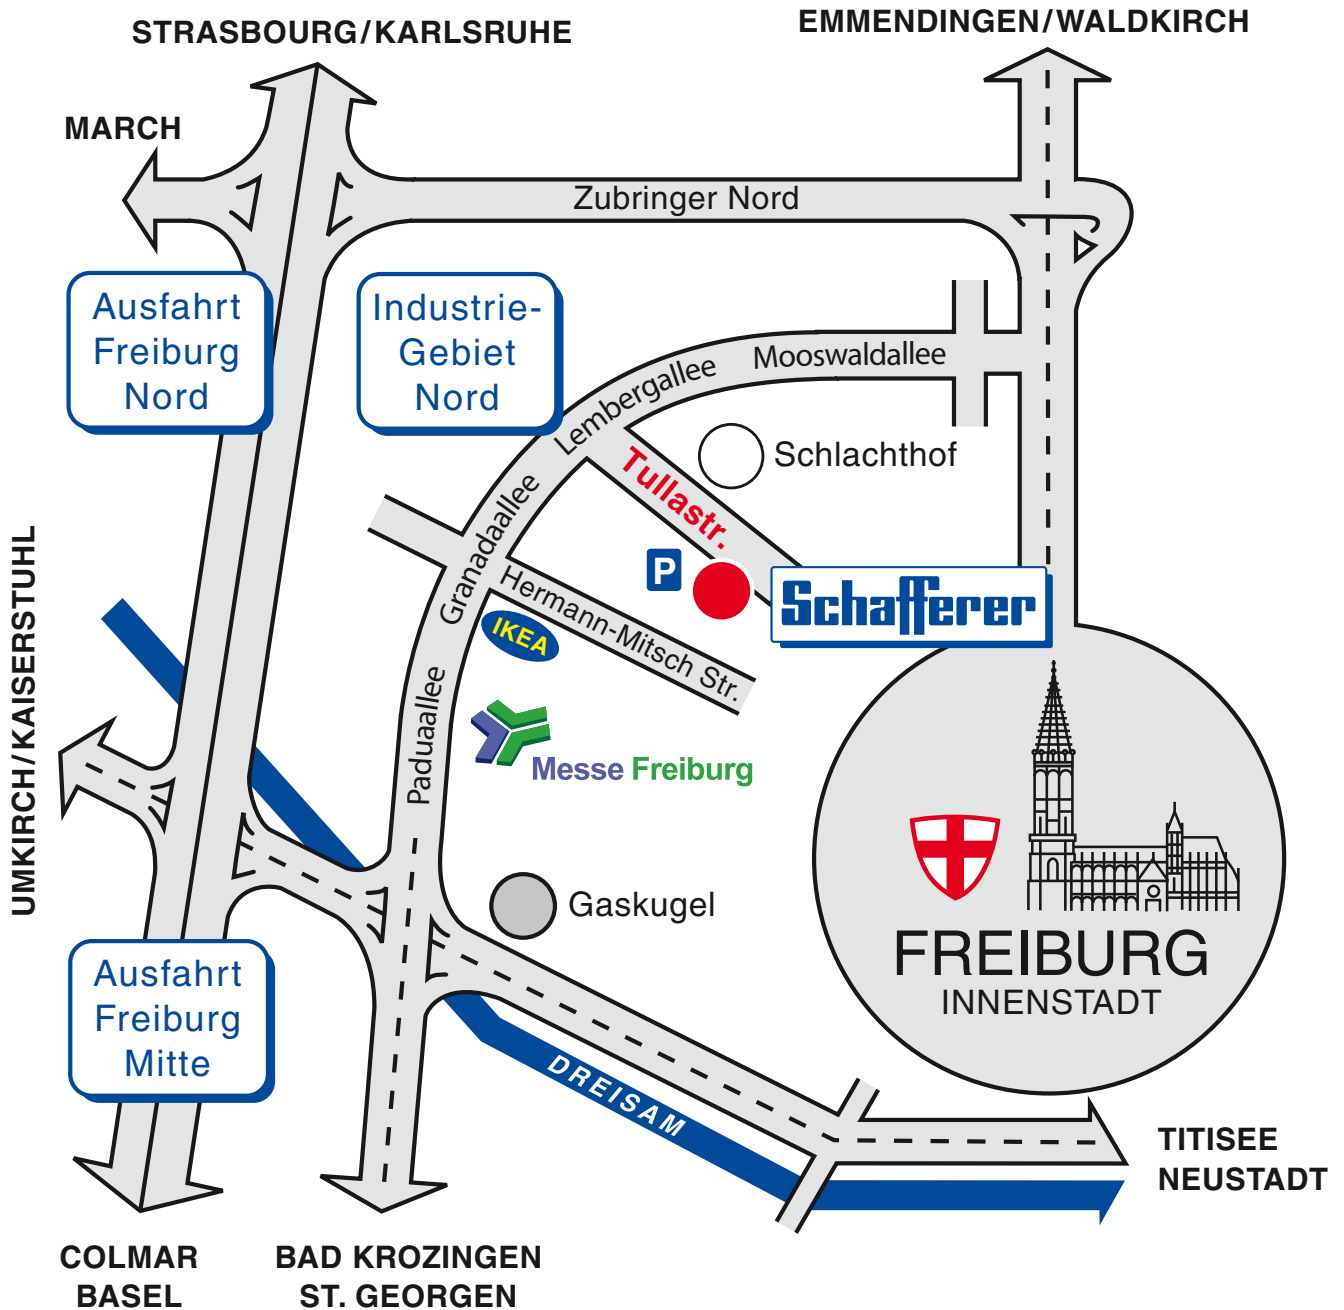 STRASBOURG/KARLSRUHE
EMMENDINGEN/WALDKIRCH
MARCH
Zubringer Nord
Ausfahrt
Freiburg
Nord
Industrie-
Gebiet
Nord
Mooswaldallee
Lembergallee
Schlachthof
Tullastr.
Granadaallee
P
Schafferer
Hermann-Mitsch Str.
IKEA
UMKIRCH/KAISERSTUHL
Paduaallee
Messe Freiburg
Gaskugel
FREIBURG
INNENSTADT
Ausfahrt
Freiburg
Mitte
DREISAM
TITISEE
NEUSTADT
COLMAR
BASEL
BAD KROZINGEN
ST. GEORGEN